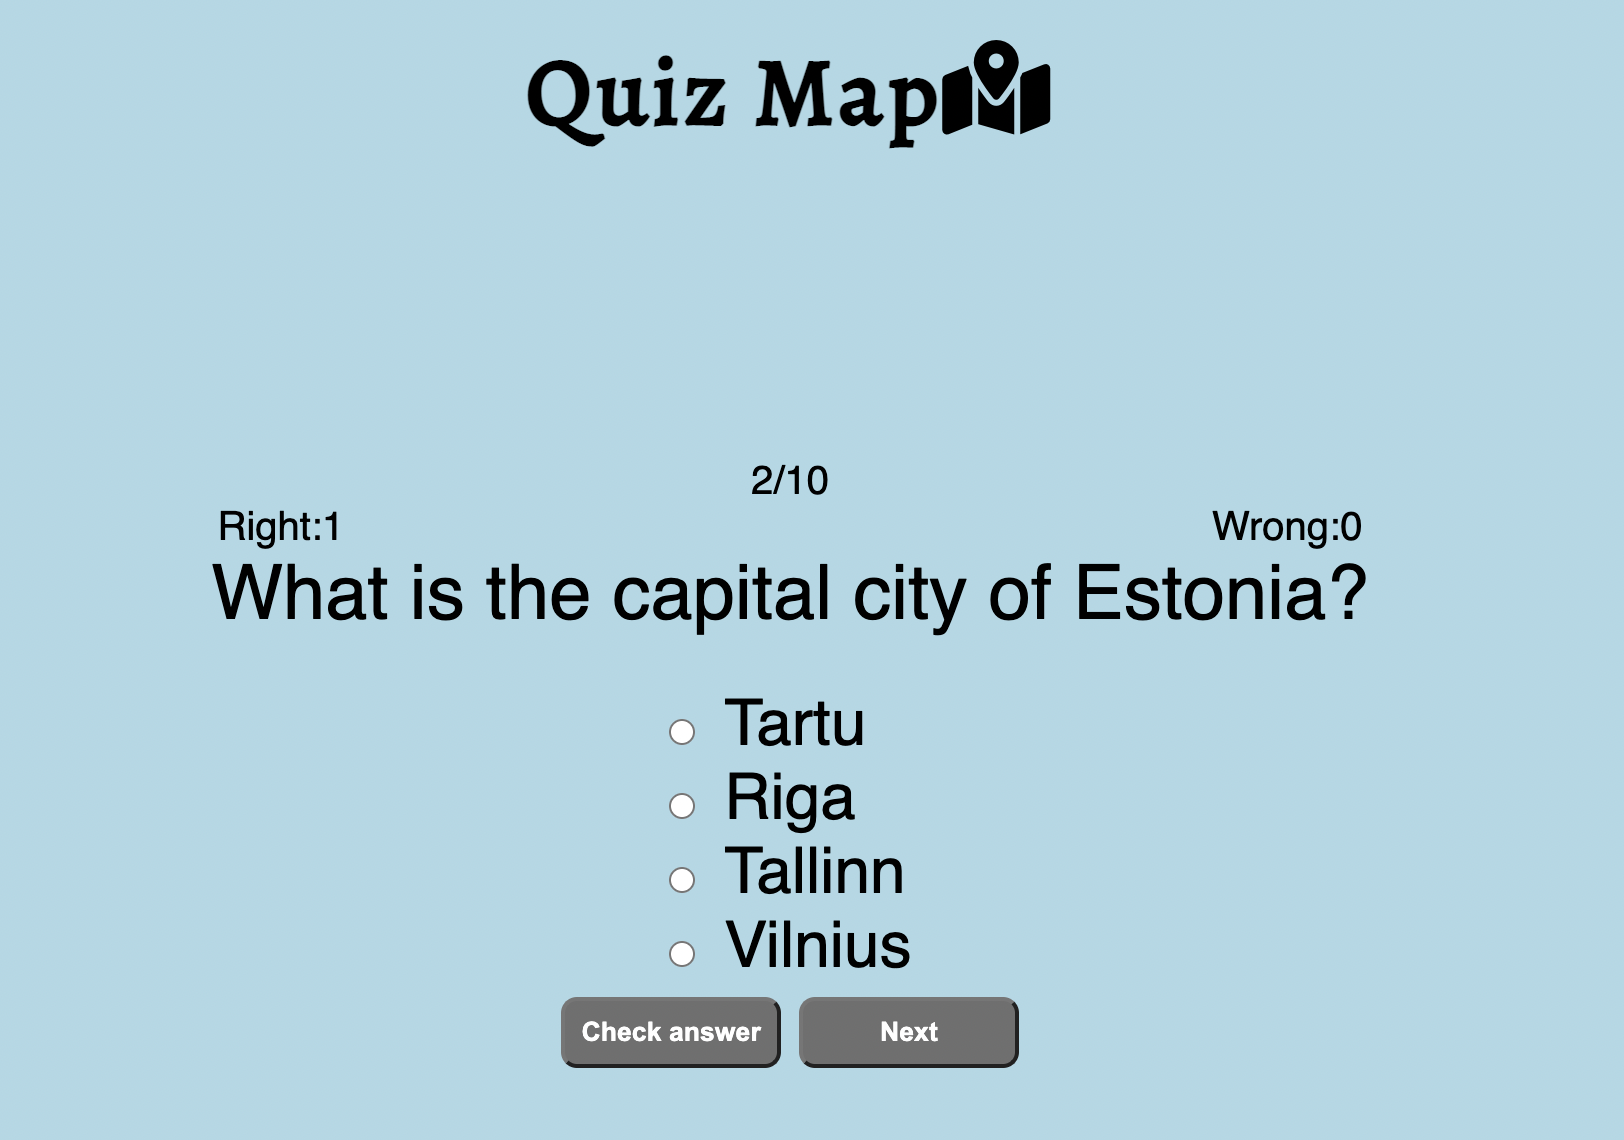 Quiz Map
2/10
Right:1
Wrong:0
What is the capital city of Estonia?
Tartu
Riga
Tallinn
Vilnius
Check answer
Next